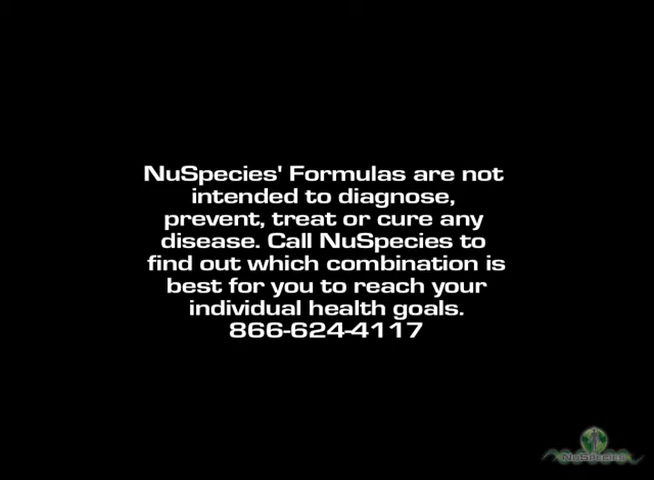 NuSpecies' Formulas are not
intended to diagnose,
prevent, treat or cure any
disease. Call NuSpecies to
find out which combination is
best for you to reach your
individual health goals.
866-624-4117
NuSpecies